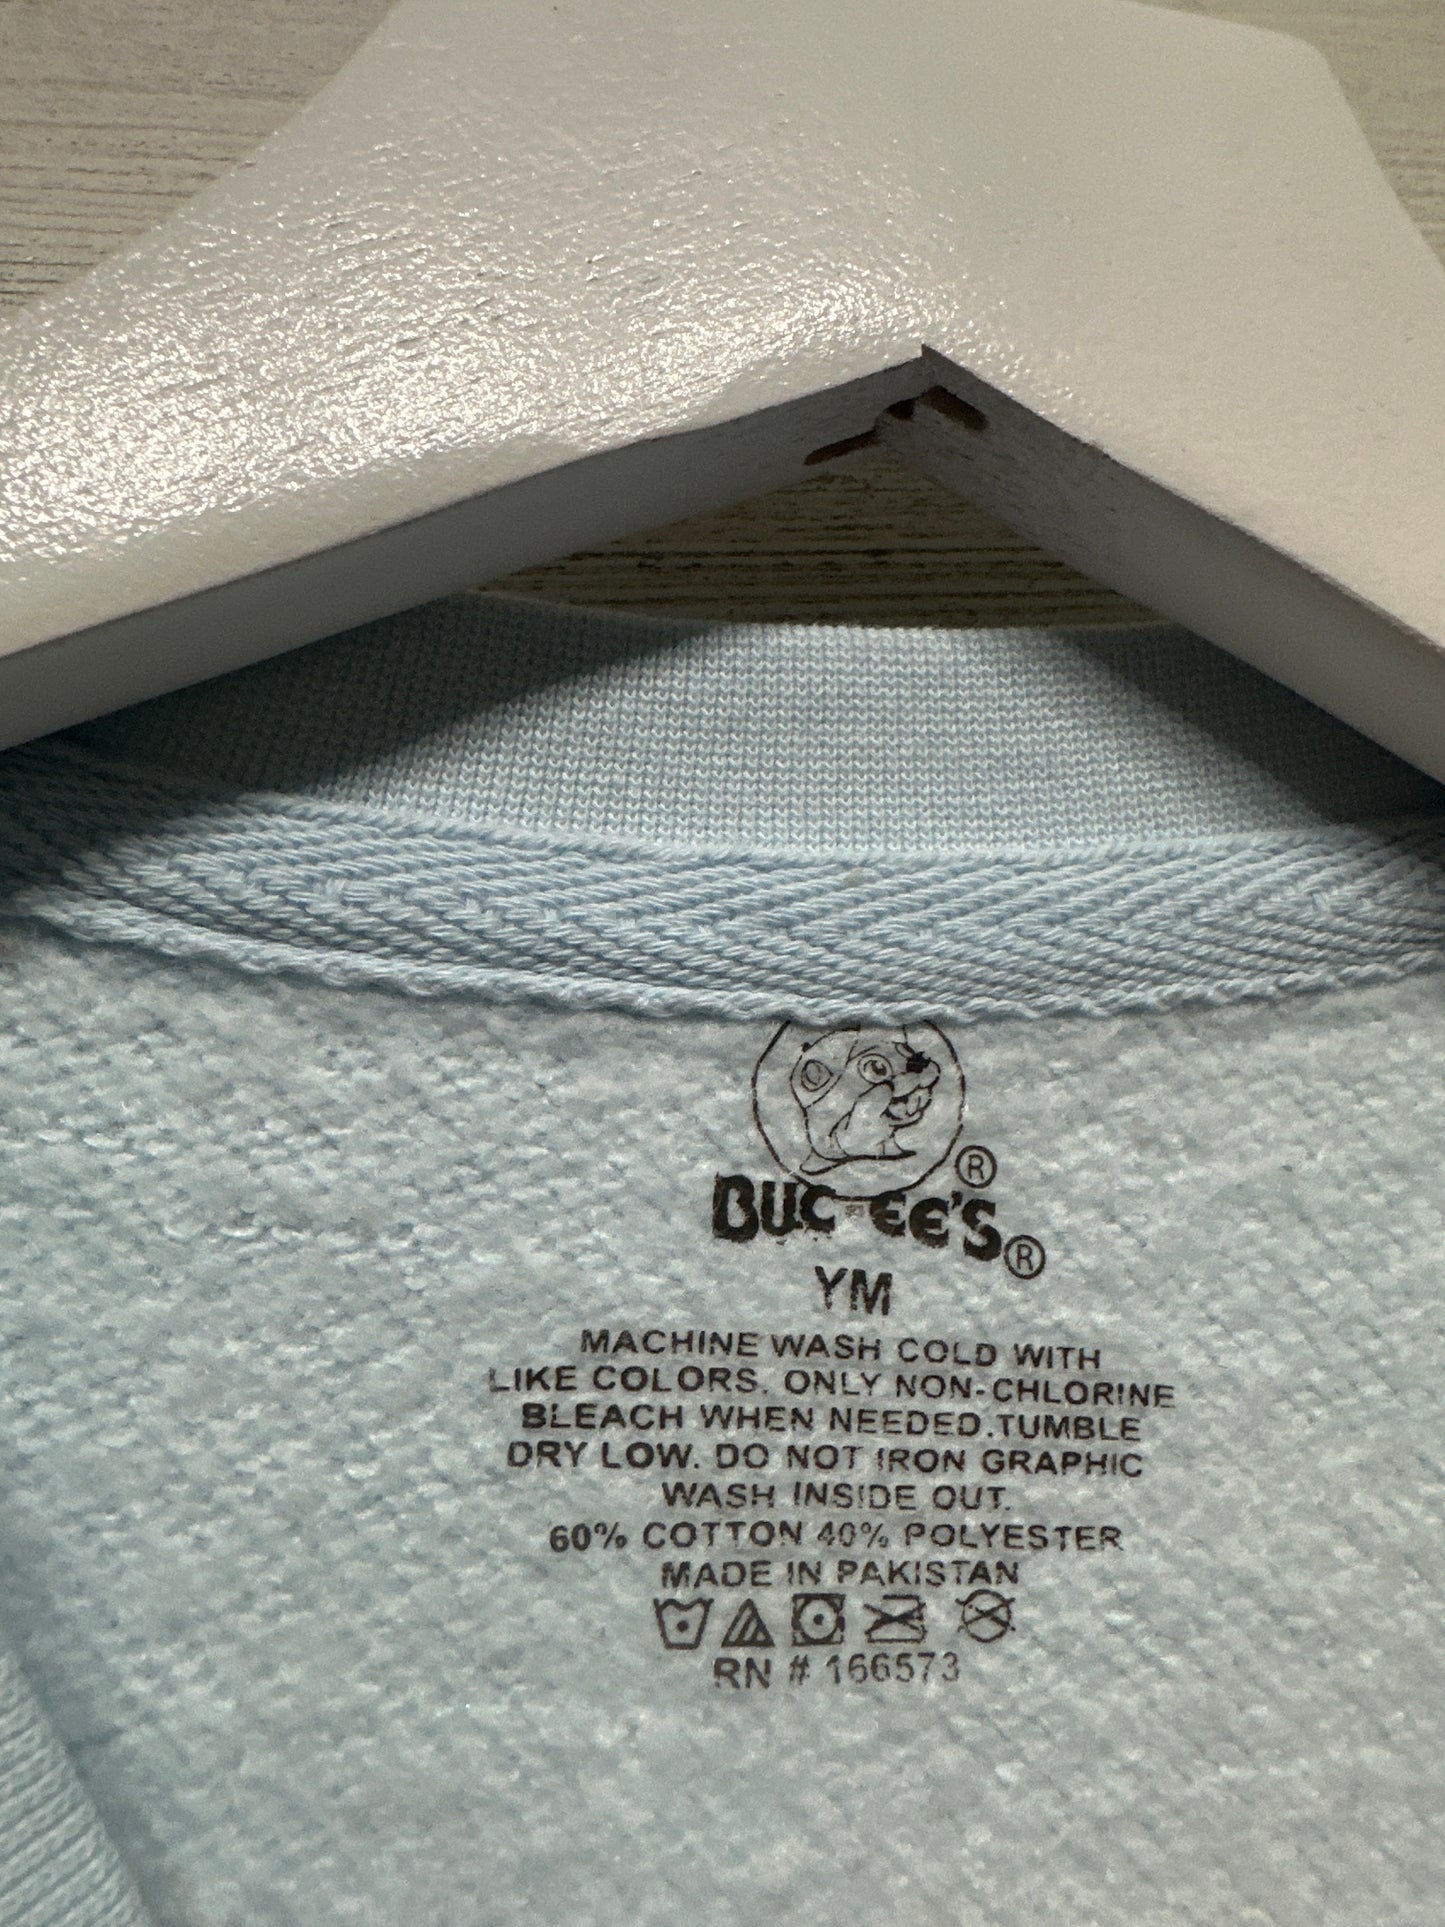 ®
BUC-EE'S®
YM
MACHINE WASH COLD WITH
LIKE COLORS. ONLY NON-CHLORINE
BLEACH WHEN NEEDED.TUMBLE
DRY LOW. DO NOT IRON GRAPHIC
WASH INSIDE OUT.
60% COTTON 40% POLYESTER
MADE IN PAKISTAN
RN # 166573